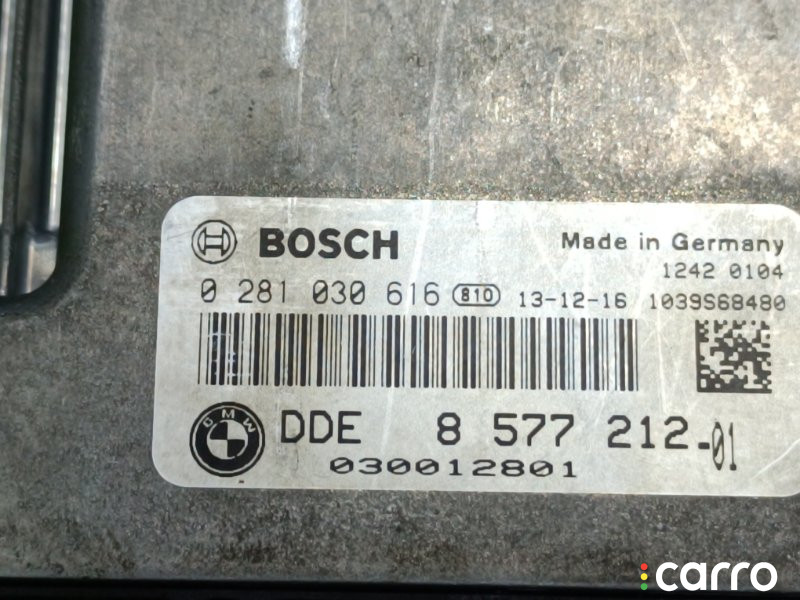 BOSCH
Made in Germany
1242 0104
0 281 030 616 810 13-12-16 1039S68480
BMW
DDE 8 577 212-01
030012801
carro